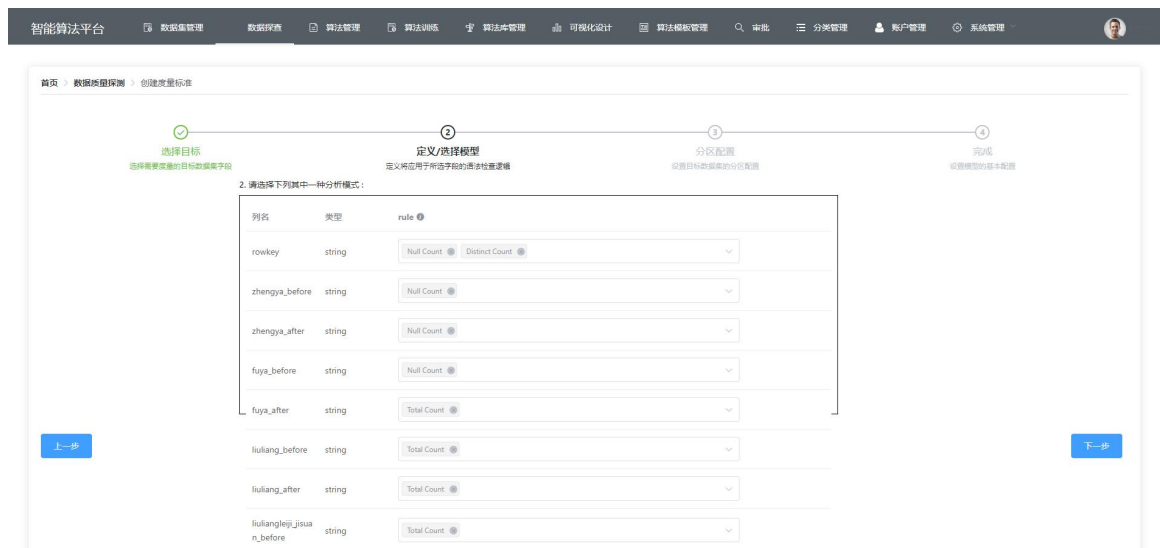 智能算法平台 数据集管理 数据探查 算法管理 算法训练 算法库管理 可视化设计 算法模板管理 审批 分类管理 账户管理 系统管理
首页 > 数据质量探测 > 创建度量标准
2 3 4
选择目标 定义/选择模型 分区配置 完成
选择需要度量的目标数据集字段 定义将应用于所选字段的语法检查逻辑 设置目标数据集的分区配置 设置模型的基本配置
2. 请选择下列其中一种分析模式：
列名 类型 rule
rowkey string Null Count Distinct Count
zhengya_before string Null Count
zhengya_after string Null Count
fuya_before string Null Count
fuya_after string Total Count
上一步 下一步
liuliang_before string Total Count
liuliang_after string Total Count
liuliangleiji_jisua
n_before string Total Count